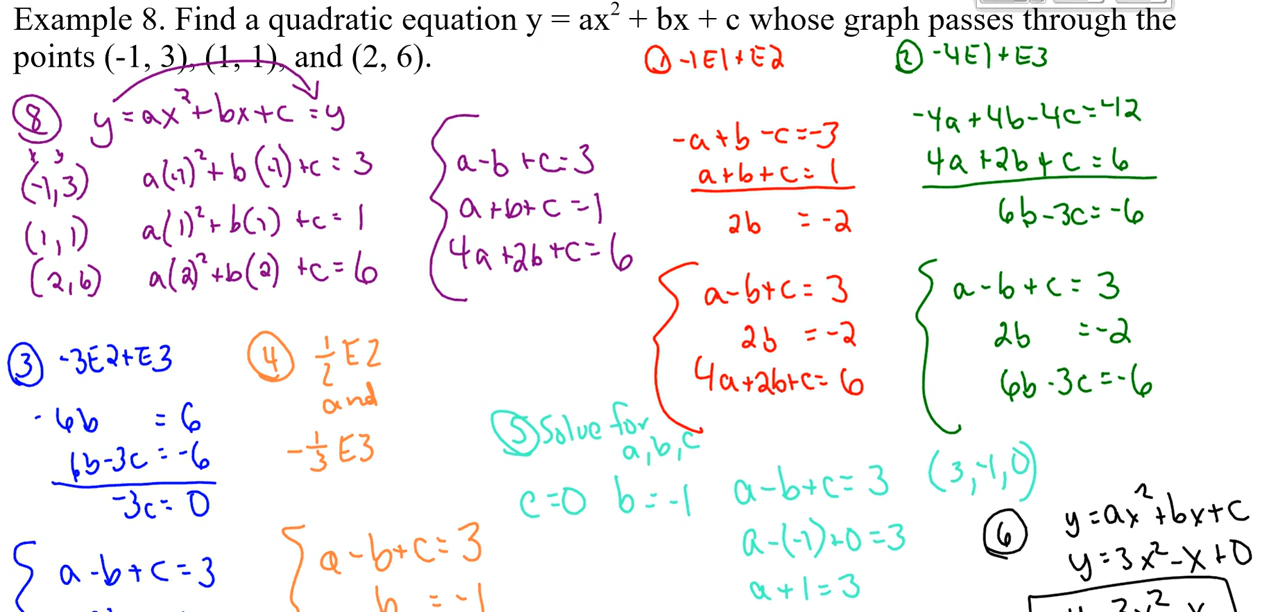 Example 8. Find a quadratic equation y = ax² + bx + c whose graph passes through the
points (-1, 3), (1, 1), and (2, 6).
⑧ y = ax² + bx + c = y
x y
(-1, 3) a(-1)² + b(-1) + c = 3
(1, 1) a(1)² + b(1) + c = 1
(2, 6) a(2)² + b(2) + c = 6
a - b + c = 3
a + b + c = 1
4a + 2b + c = 6
① -1E1 + E2
-a + b - c = -3
a + b + c = 1
2b = -2
a - b + c = 3
2b = -2
4a + 2b + c = 6
② -4E1 + E3
-4a + 4b - 4c = -12
4a + 2b + c = 6
6b - 3c = -6
a - b + c = 3
2b = -2
6b - 3c = -6
③ -3E2 + E3
-6b = 6
6b - 3c = -6
-3c = 0
a - b + c = 3
④ 1/2 E2
and
-1/3 E3
a - b + c = 3
b = -1
⑤ Solve for
a, b, c
c = 0 b = -1 a - b + c = 3 (3, -1, 0)
a - (-1) + 0 = 3
a + 1 = 3
⑥ y = ax² + bx + c
y = 3x² - x + 0